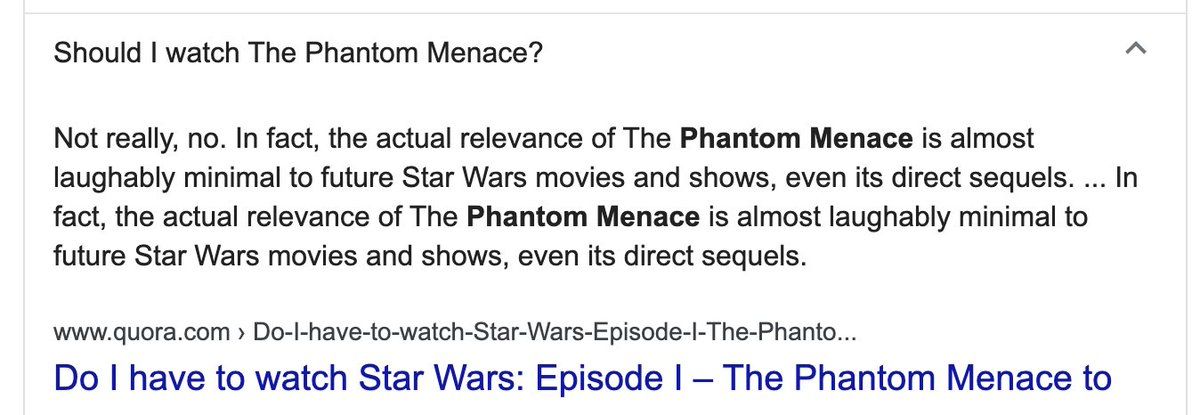 Should I watch The Phantom Menace?
Not really, no. In fact, the actual relevance of The Phantom Menace is almost
laughably minimal to future Star Wars movies and shows, even its direct sequels. ... In
fact, the actual relevance of The Phantom Menace is almost laughably minimal to
future Star Wars movies and shows, even its direct sequels.
www.quora.com › Do-I-have-to-watch-Star-Wars-Episode-I-The-Phanto...
Do I have to watch Star Wars: Episode I – The Phantom Menace to